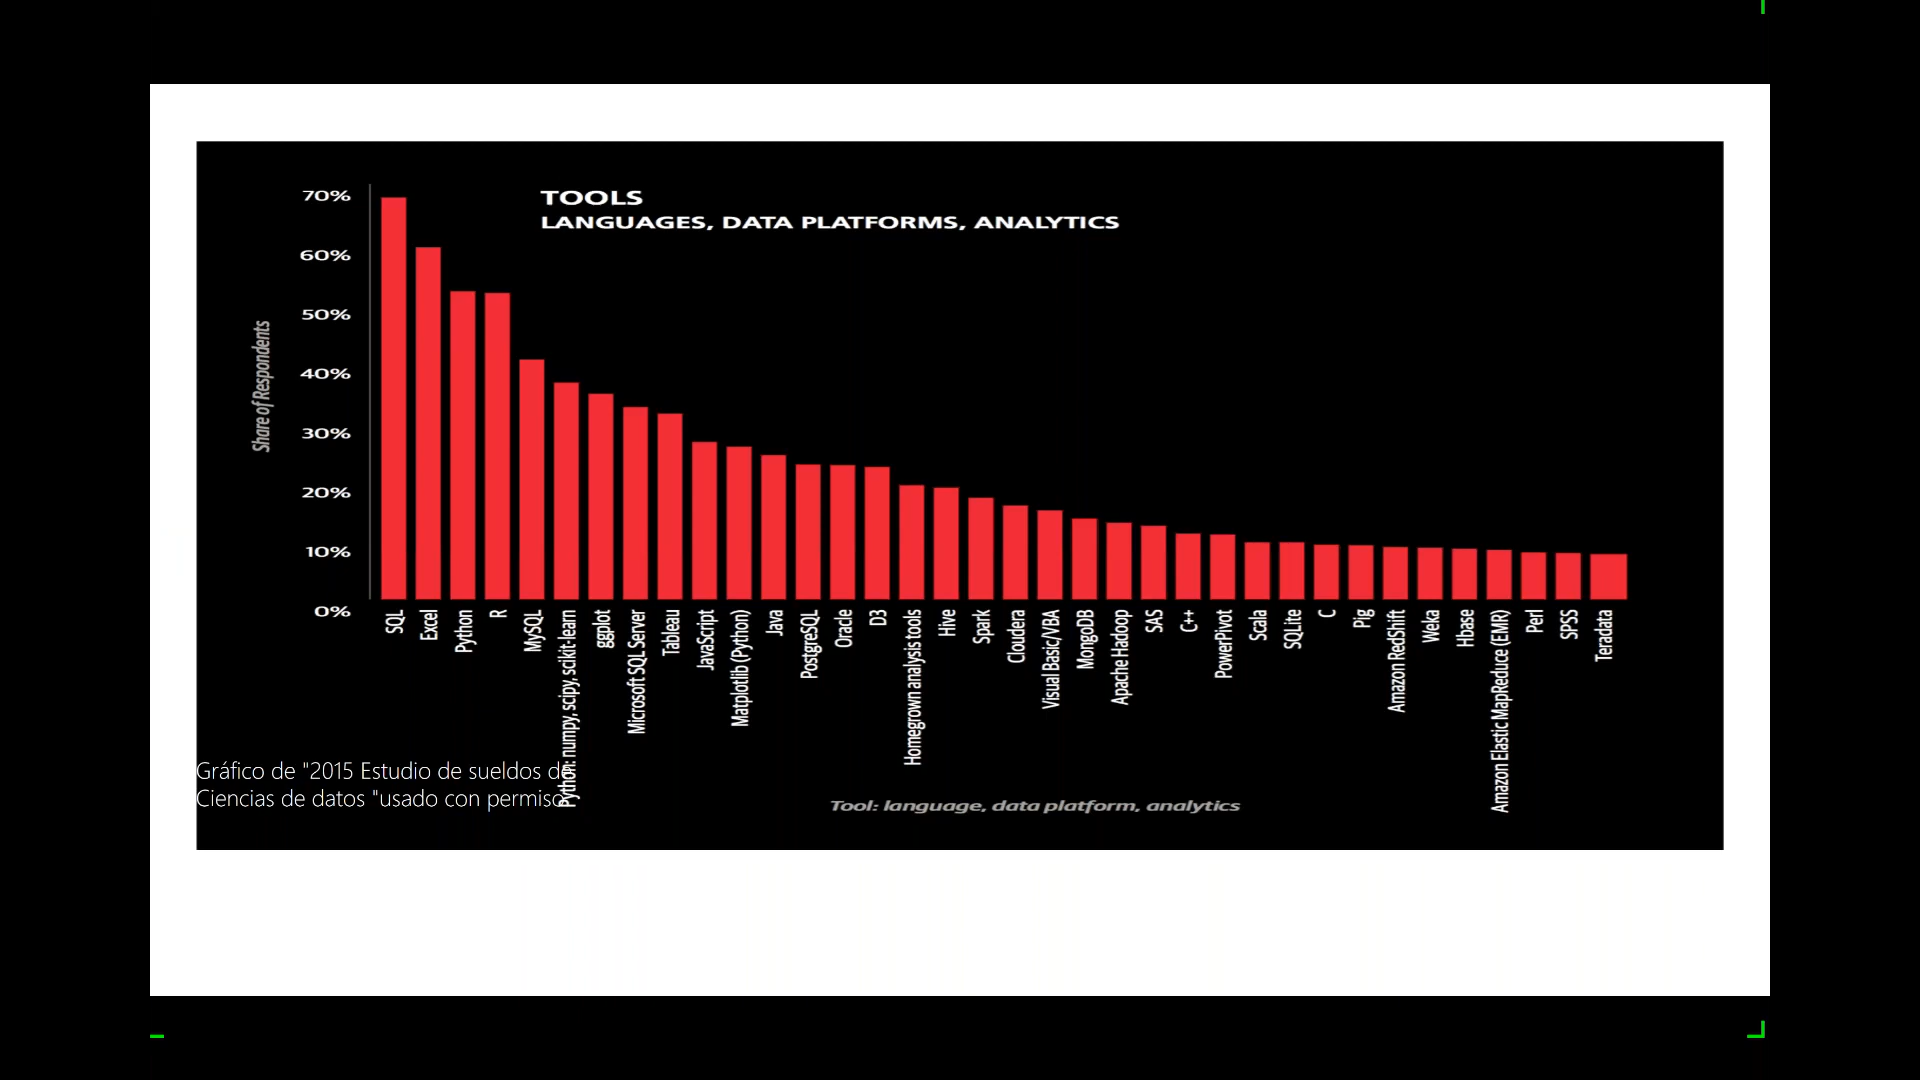 TOOLS
LANGUAGES, DATA PLATFORMS, ANALYTICS
70%
60%
50%
40%
30%
20%
10%
0%
Share of Respondents
SQL
Excel
Python
R
MySQL
Python: numpy, scipy, scikit-learn
ggplot
Microsoft SQL Server
Tableau
JavaScript
Matplotlib (Python)
Java
PostgreSQL
Oracle
D3
Homegrown analysis tools
Hive
Spark
Cloudera
Visual Basic/VBA
MongoDB
Apache Hadoop
SAS
C++
PowerPivot
Scala
SQLite
C
Pig
Amazon RedShift
Weka
Hbase
Amazon Elastic MapReduce (EMR)
Perl
SPSS
Teradata
Gráfico de "2015 Estudio de sueldos de
Ciencias de datos "usado con permiso
Tool: language, data platform, analytics